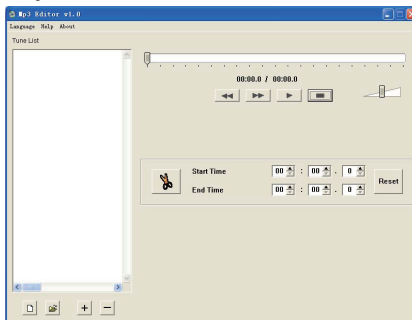 Mp3 Editor v1.0
Language Help About
Tune List
00:00.0 / 00:00.0
Start Time 00 : 00 . 0
End Time 00 : 00 . 0
Reset